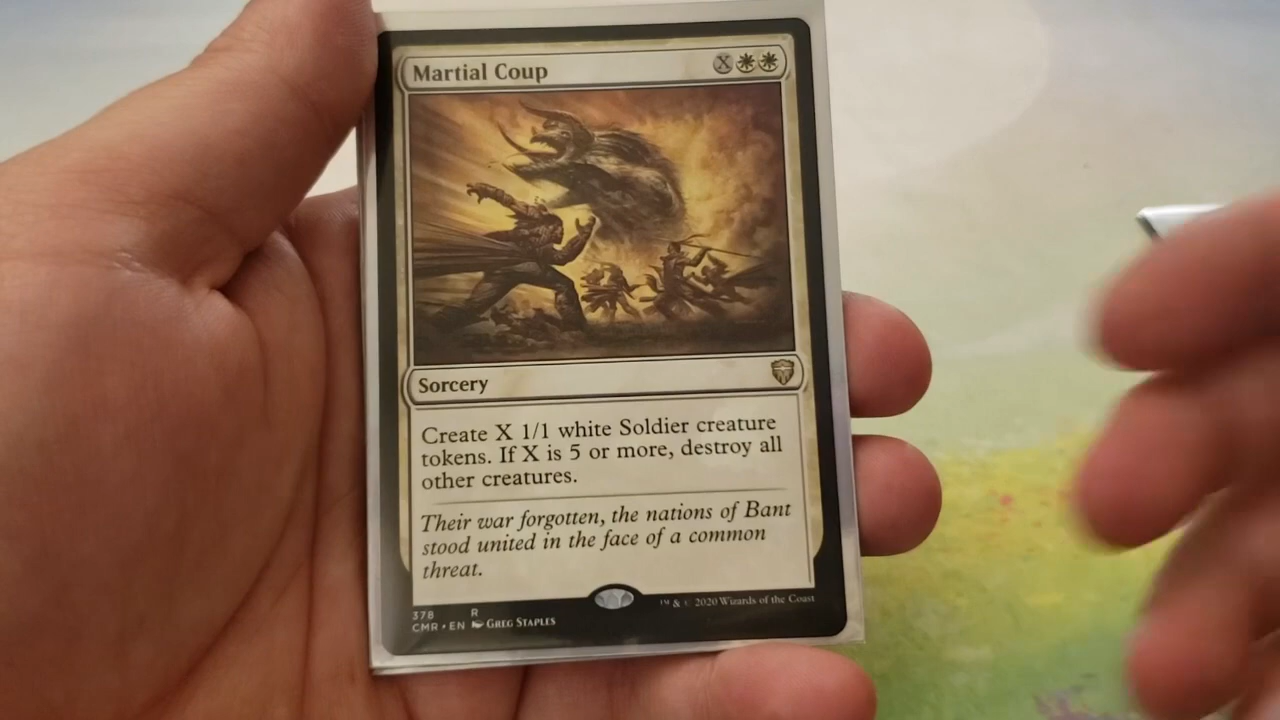 Martial Coup X
Sorcery
Create X 1/1 white Soldier creature
tokens. If X is 5 or more, destroy all
other creatures.
Their war forgotten, the nations of Bant
stood united in the face of a common
threat.
378 R
CMR • EN GREG STAPLES
™ & © 2020 Wizards of the Coast